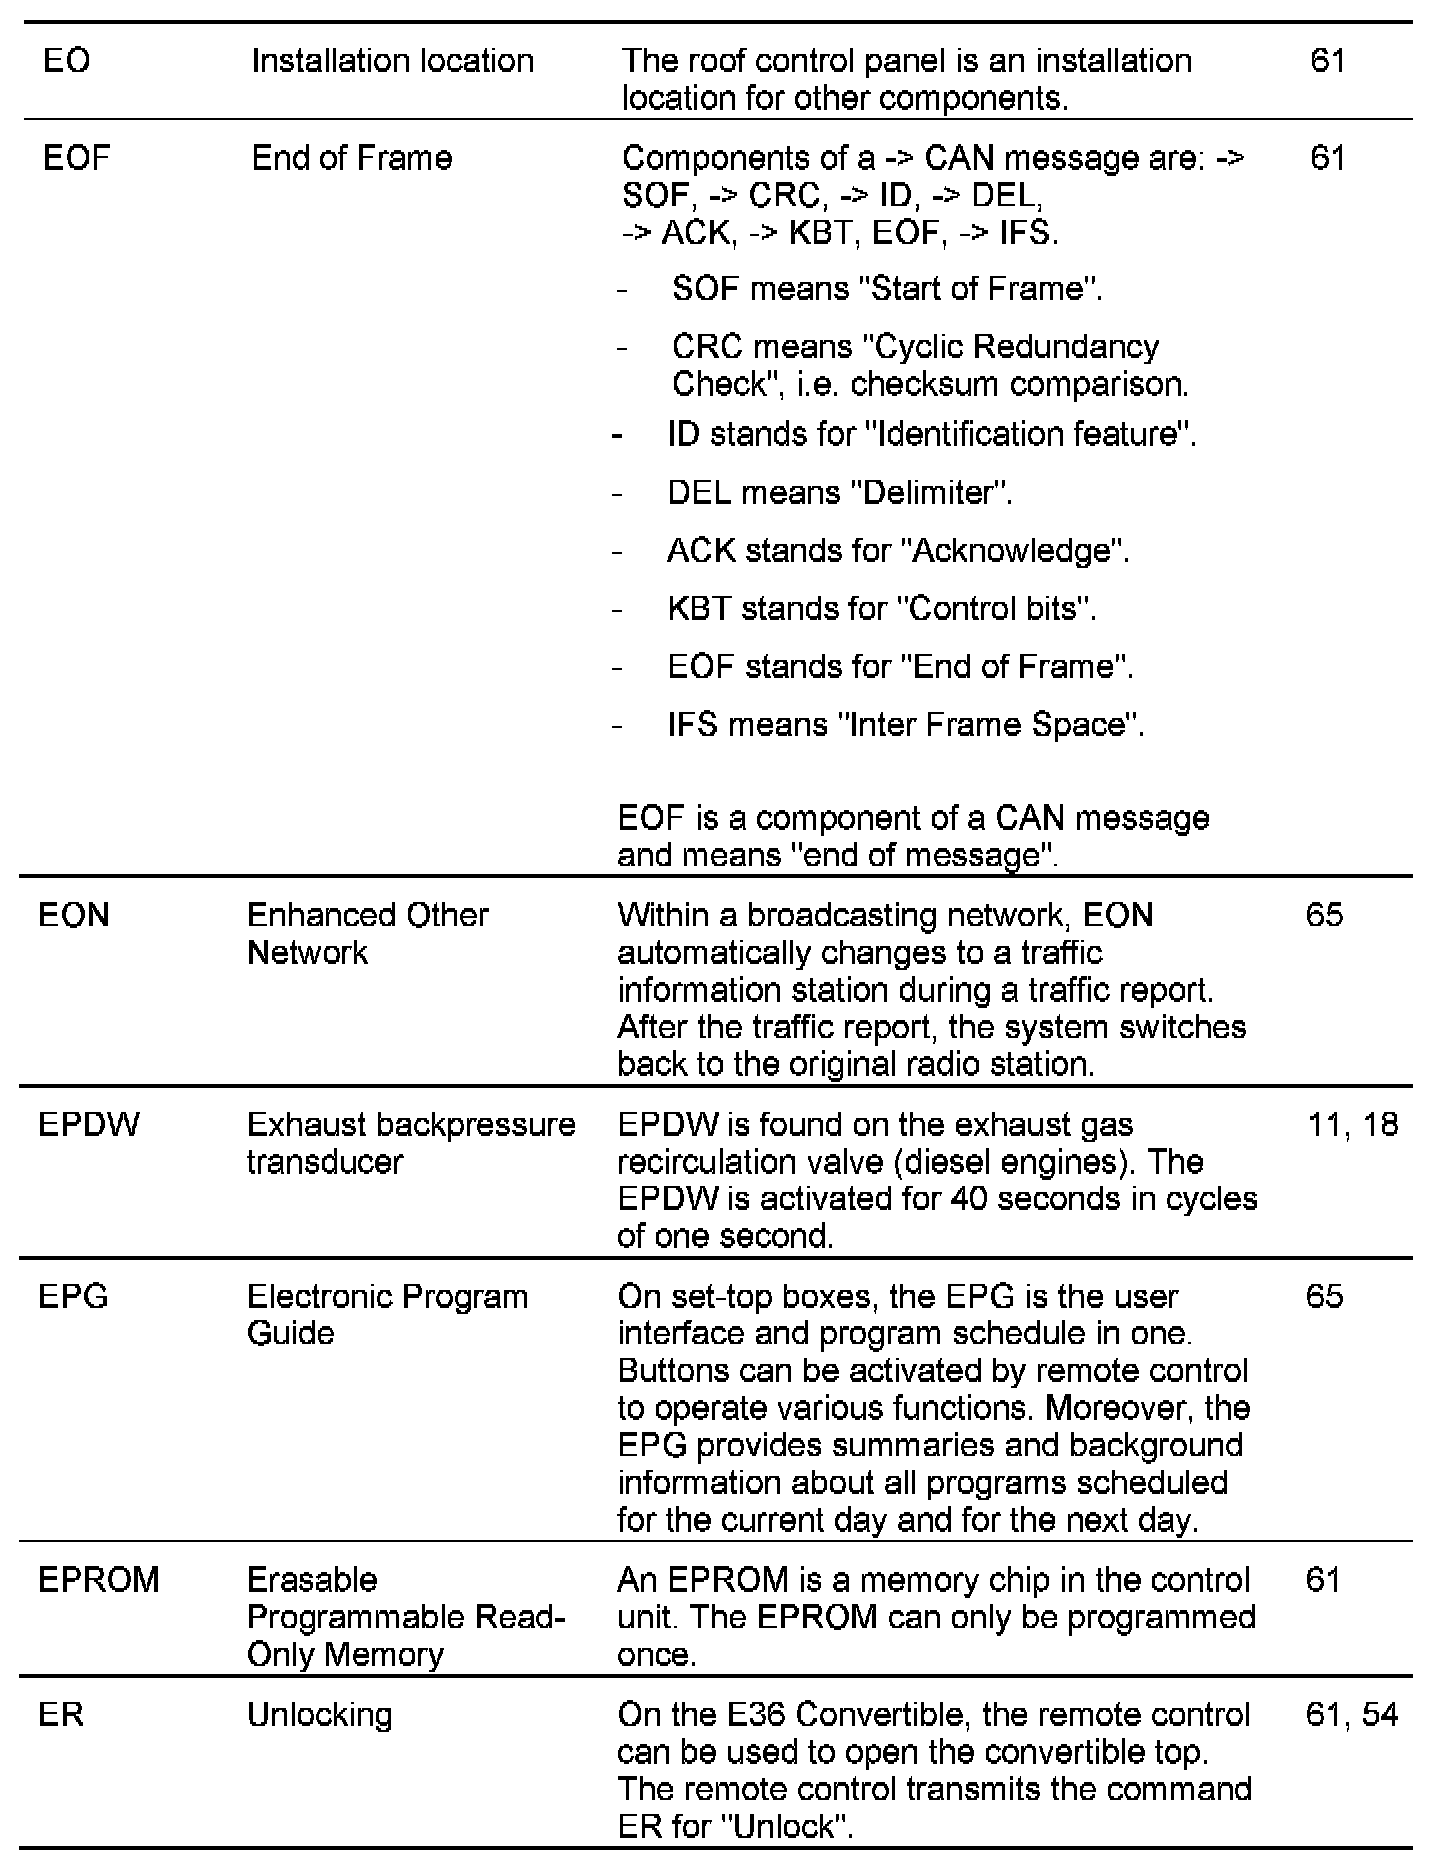 EO Installation location The roof control panel is an installation 61
location for other components.
EOF End of Frame Components of a -> CAN message are: -> 61
SOF, -> CRC, -> ID, -> DEL,
-> ACK, -> KBT, EOF, -> IFS.
- SOF means "Start of Frame".
- CRC means "Cyclic Redundancy
Check", i.e. checksum comparison.
- ID stands for "Identification feature".
- DEL means "Delimiter".
- ACK stands for "Acknowledge".
- KBT stands for "Control bits".
- EOF stands for "End of Frame".
- IFS means "Inter Frame Space".
EOF is a component of a CAN message
and means "end of message".
EON Enhanced Other Within a broadcasting network, EON 65
Network automatically changes to a traffic
information station during a traffic report.
After the traffic report, the system switches
back to the original radio station.
EPDW Exhaust backpressure EPDW is found on the exhaust gas 11, 18
transducer recirculation valve (diesel engines). The
EPDW is activated for 40 seconds in cycles
of one second.
EPG Electronic Program On set-top boxes, the EPG is the user 65
Guide interface and program schedule in one.
Buttons can be activated by remote control
to operate various functions. Moreover, the
EPG provides summaries and background
information about all programs scheduled
for the current day and for the next day.
EPROM Erasable An EPROM is a memory chip in the control 61
Programmable Read- unit. The EPROM can only be programmed
Only Memory once.
ER Unlocking On the E36 Convertible, the remote control 61, 54
can be used to open the convertible top.
The remote control transmits the command
ER for "Unlock".